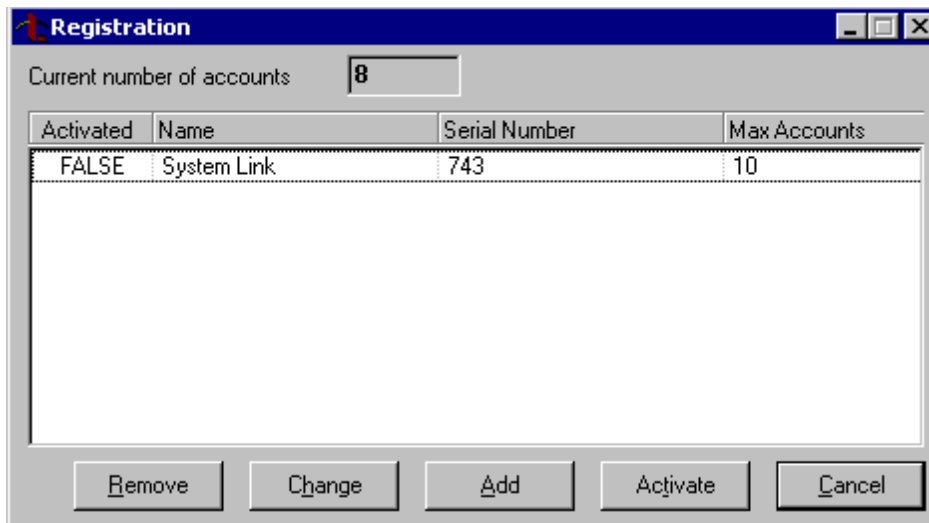 Registration
Current number of accounts 8
Activated Name Serial Number Max Accounts
FALSE System Link 743 10
Remove Change Add Activate Cancel